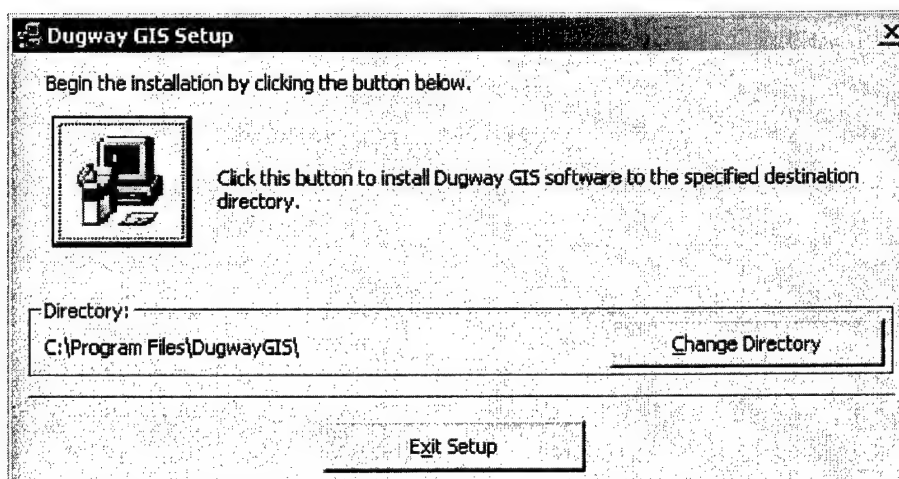 Dugway GIS Setup
Begin the installation by clicking the button below.
Click this button to install Dugway GIS software to the specified destination
directory.
Directory:
C:\Program Files\DugwayGIS\
Change Directory
Exit Setup